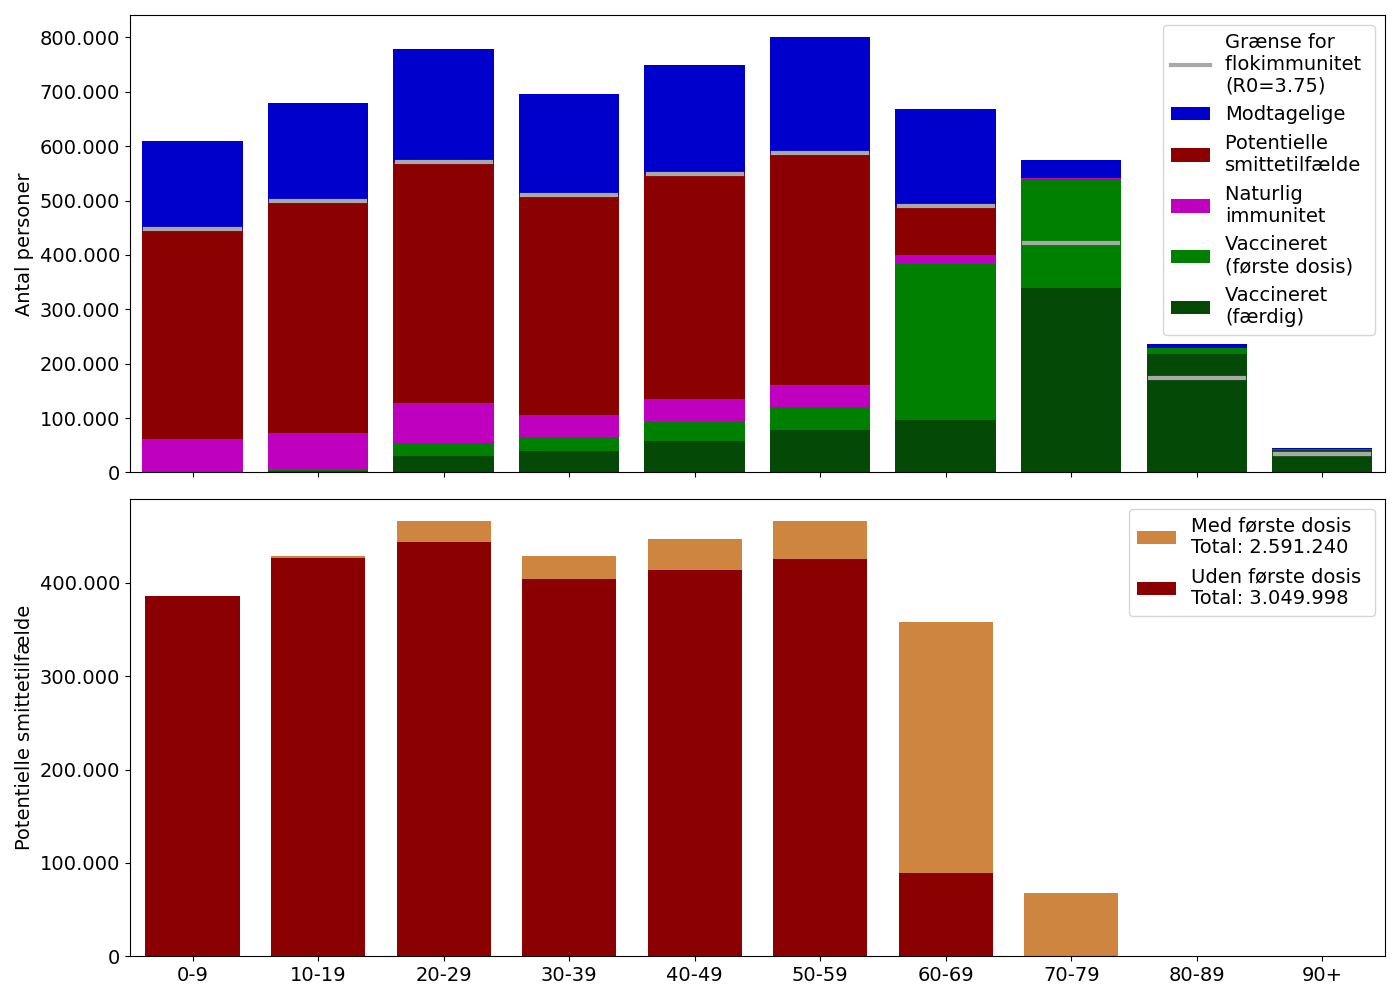 800.000
700.000
600.000
500.000
400.000
300.000
200.000
100.000
0
Antal personer
Grænse for
flokimmunitet
(R0=3.75)
Modtagelige
Potentielle
smittetilfælde
Naturlig
immunitet
Vaccineret
(første dosis)
Vaccineret
(færdig)
400.000
300.000
200.000
100.000
0
Potentielle smittetilfælde
Med første dosis
Total: 2.591.240
Uden første dosis
Total: 3.049.998
0-9 10-19 20-29 30-39 40-49 50-59 60-69 70-79 80-89 90+